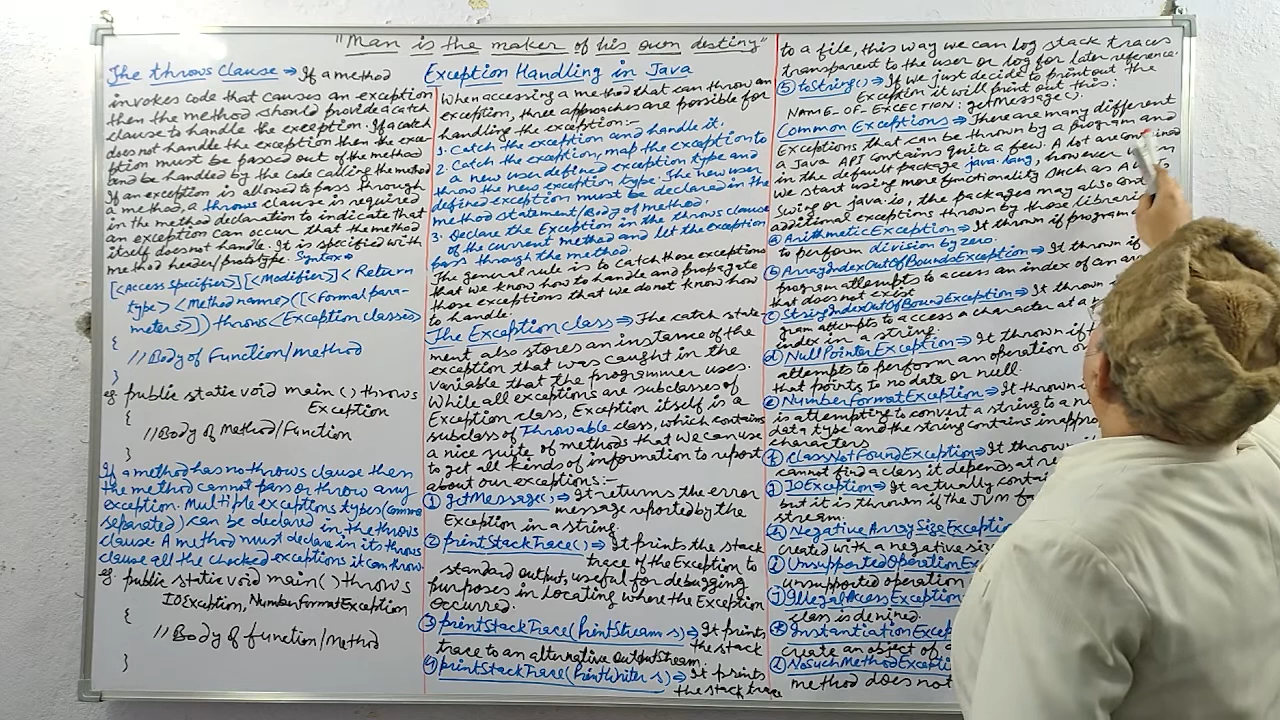 "Man is the maker of his own destiny"
The throws Clause ⇒ If a method
invokes code that causes an exception
then the method should provide a catch
clause to handle the exception. If a catch
does not handle the exception then the exce
ption must be passed out of the method
and be handled by the code calling the method
If an exception is allowed to pass through
a method, a throws clause is required
in the method declaration to indicate that
an exception can occur that the method
itself does not handle. It is specified with
method header/prototype. Syntax ⇒
[<Access specifier>] [<Modifier>] <Return
type> <Method name> ([<Formal para-
meters>]) throws <Exception classes>
{
//Body of Function/method
}
eg public static void main () throws
Exception
{
//Body of Method/Function
}
If a method has no throws clause then
the method cannot pass or throw any
exception. Multiple exceptions types (comma
separated) can be declared in the throws
clause. A method must declare in its throws
clause all the checked exceptions it can throw.
eg public static void main() throws
IOException, NumberFormatException
{
//Body of function/Method
}
Exception Handling in Java
When accessing a method that can throw an
exception, three approaches are possible for
handling the exception:-
1. Catch the exception and handle it.
2. Catch the exception, map the exception to
a new user defined exception type and
throw the new exception type. The new user
defined exception must be declared in the
method statement/Body of method.
3. Declare the Exception in the throws clause
of the current method and let the exception
pass through the method.
The general rule is to catch those exceptions
that we know how to handle and propagate
those exceptions that we do not know how
to handle.
The Exception class ⇒ The catch state-
ment also stores an instance of the
exception that was caught in the
variable that the programmer uses.
While all exceptions are subclasses of
Exception class, Exception itself is a
subclass of Throwable class, which contains
a nice suite of methods that we can use
to get all kinds of information to report
about our exceptions:-
① getMessage() ⇒ It returns the error
message reported by the
Exception in a string.
② printStackTrace() ⇒ It prints the stack
trace of the Exception to
standard output, useful for debugging
purposes in locating where the Exception
occurred.
③ printStackTrace(PrintStream s) ⇒ It prints
the stack
trace to an alternative output stream.
④ printStackTrace(PrintWriter s) ⇒ It prints
the stack trace
to a file, this way we can log stack traces
transparent to the user or log for later reference.
⑤ toString() ⇒ If we just decide to print out the
Exception it will print out this:
NAME-OF-EXCECTION: getMessage().
Common Exceptions ⇒ There are many different
Exceptions that can be thrown by a program and
a Java API contains quite a few. A lot are contained
in the default package, java.lang, however
we start using more functionality such as
Swing or java.io, the packages may also
additional exceptions thrown by those
ⓐ ArithmeticException ⇒ It thrown if program
to perform division by zero.
ⓑ ArrayIndexOutOfBoundsException ⇒ It thrown if
program attempts to access an index of an
that does not exist
ⓒ StringIndexOutOfBoundException ⇒ It thrown
gram attempts to access a character at a
index in a string.
ⓓ NullPointerException ⇒ It thrown if
attempts to perform an operation
that points to no data or null.
ⓔ NumberFormatException ⇒ It thrown
is attempting to convert a string to a
data type and the string contains
characters
ⓕ ClassNotFoundException ⇒ It thrown
cannot find a class it depends at
ⓖ IOException ⇒ It actually
but it is thrown if the JVM
stream
ⓗ NegativeArraySize
created with a negative
ⓘ
unsupported operation
ⓙ
class is denined.
ⓚ
create an object of
ⓛ
method does not